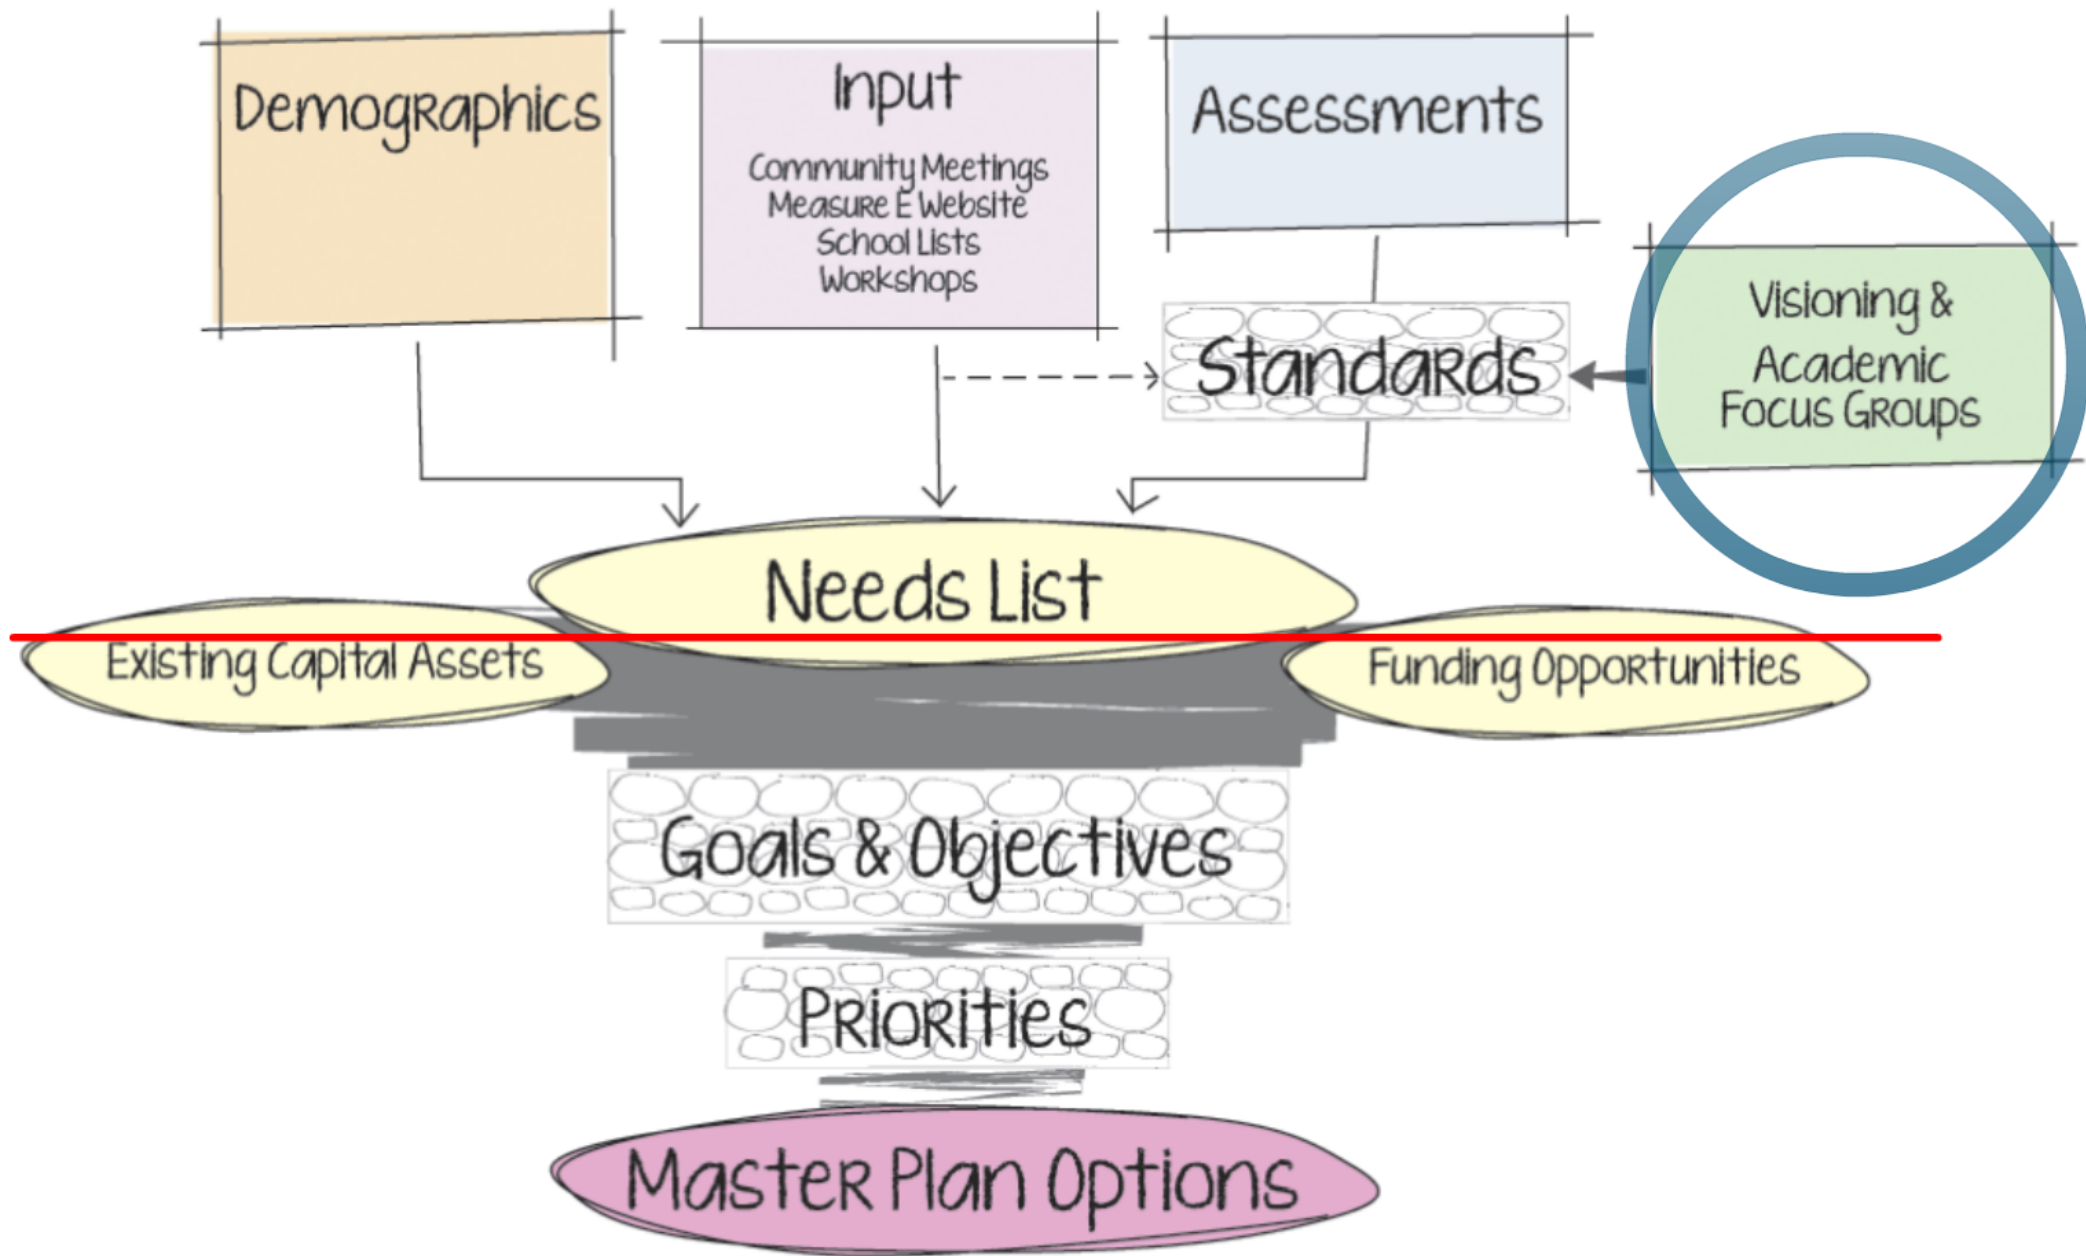 Demographics
Input
Community Meetings
Measure E Website
School Lists
Workshops
Assessments
Standards
Visioning &
Academic
Focus Groups
Needs List
Existing Capital Assets
Funding Opportunities
Goals & Objectives
Priorities
Master Plan Options